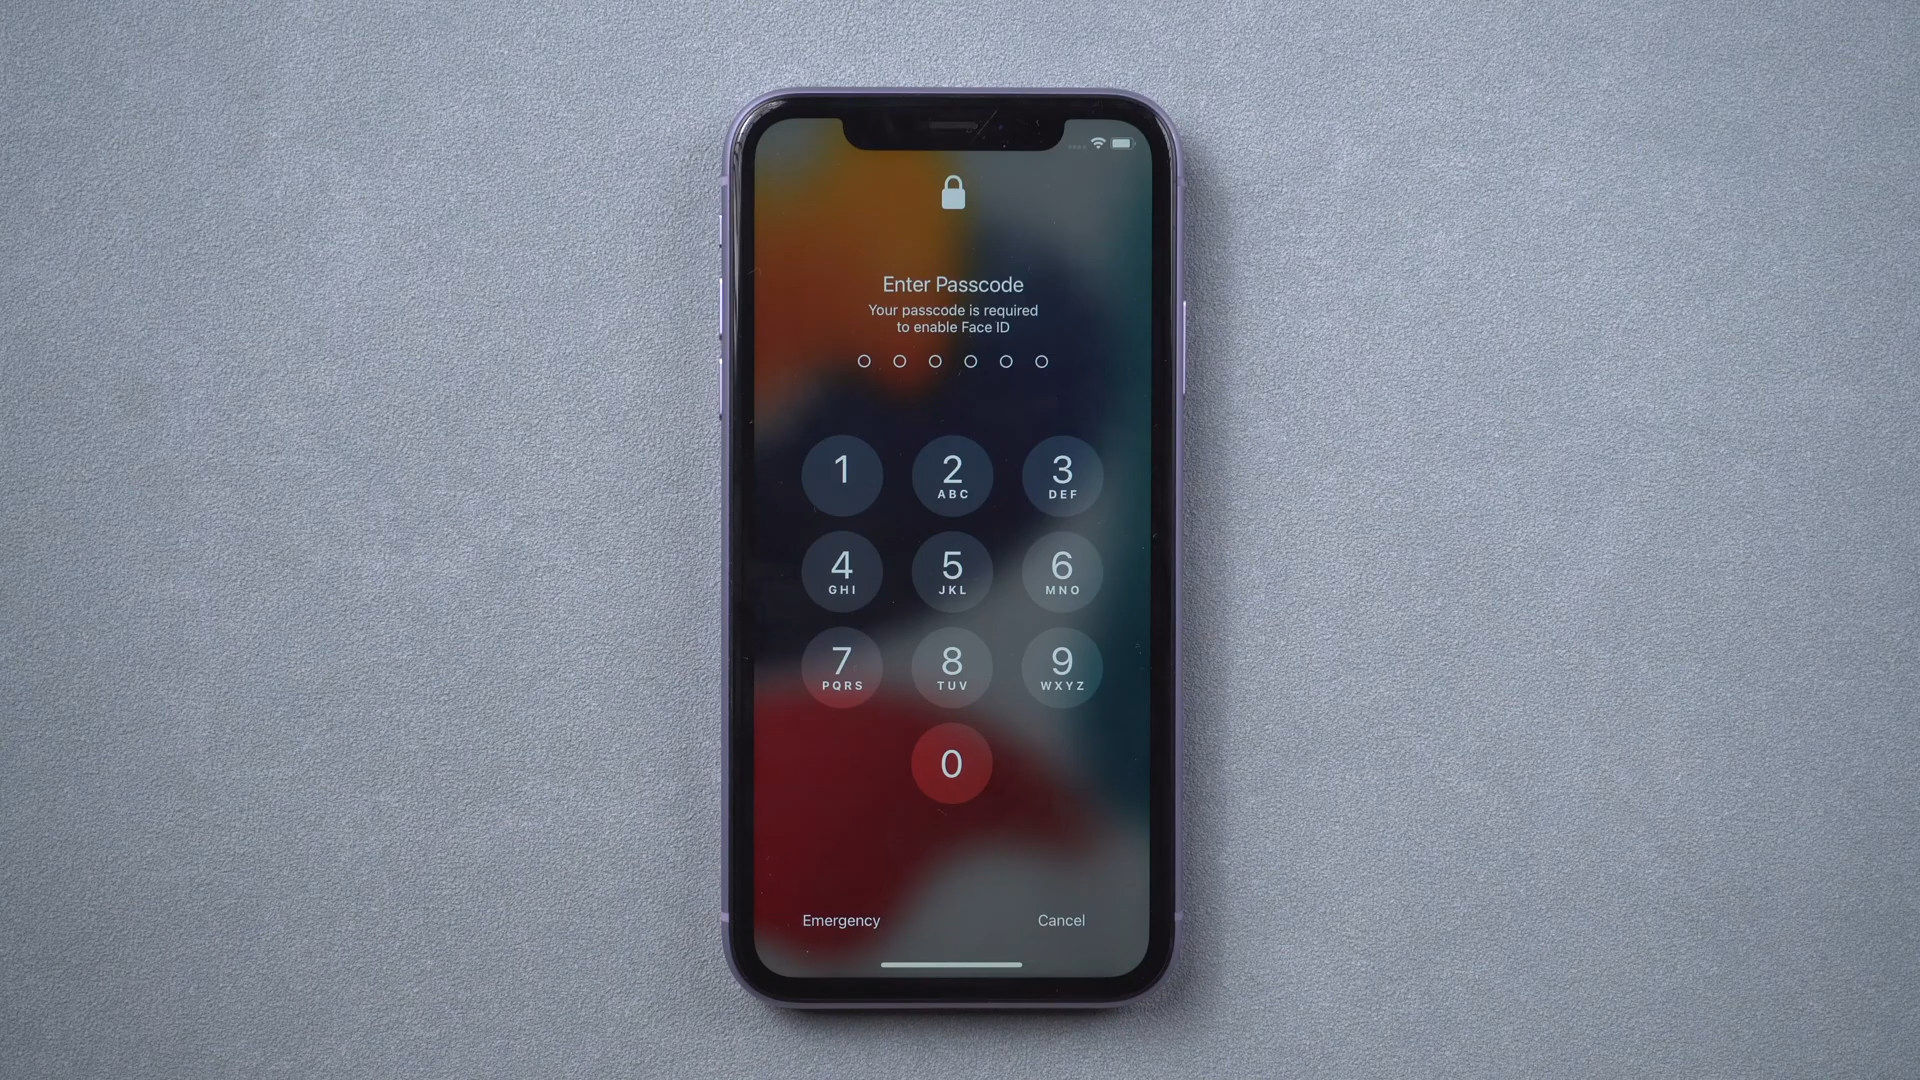 Enter Passcode
Your passcode is required
to enable Face ID
1 2 3
ABC DEF
4 5 6
GHI JKL MNO
7 8 9
PQRS TUV WXYZ
0
Emergency Cancel